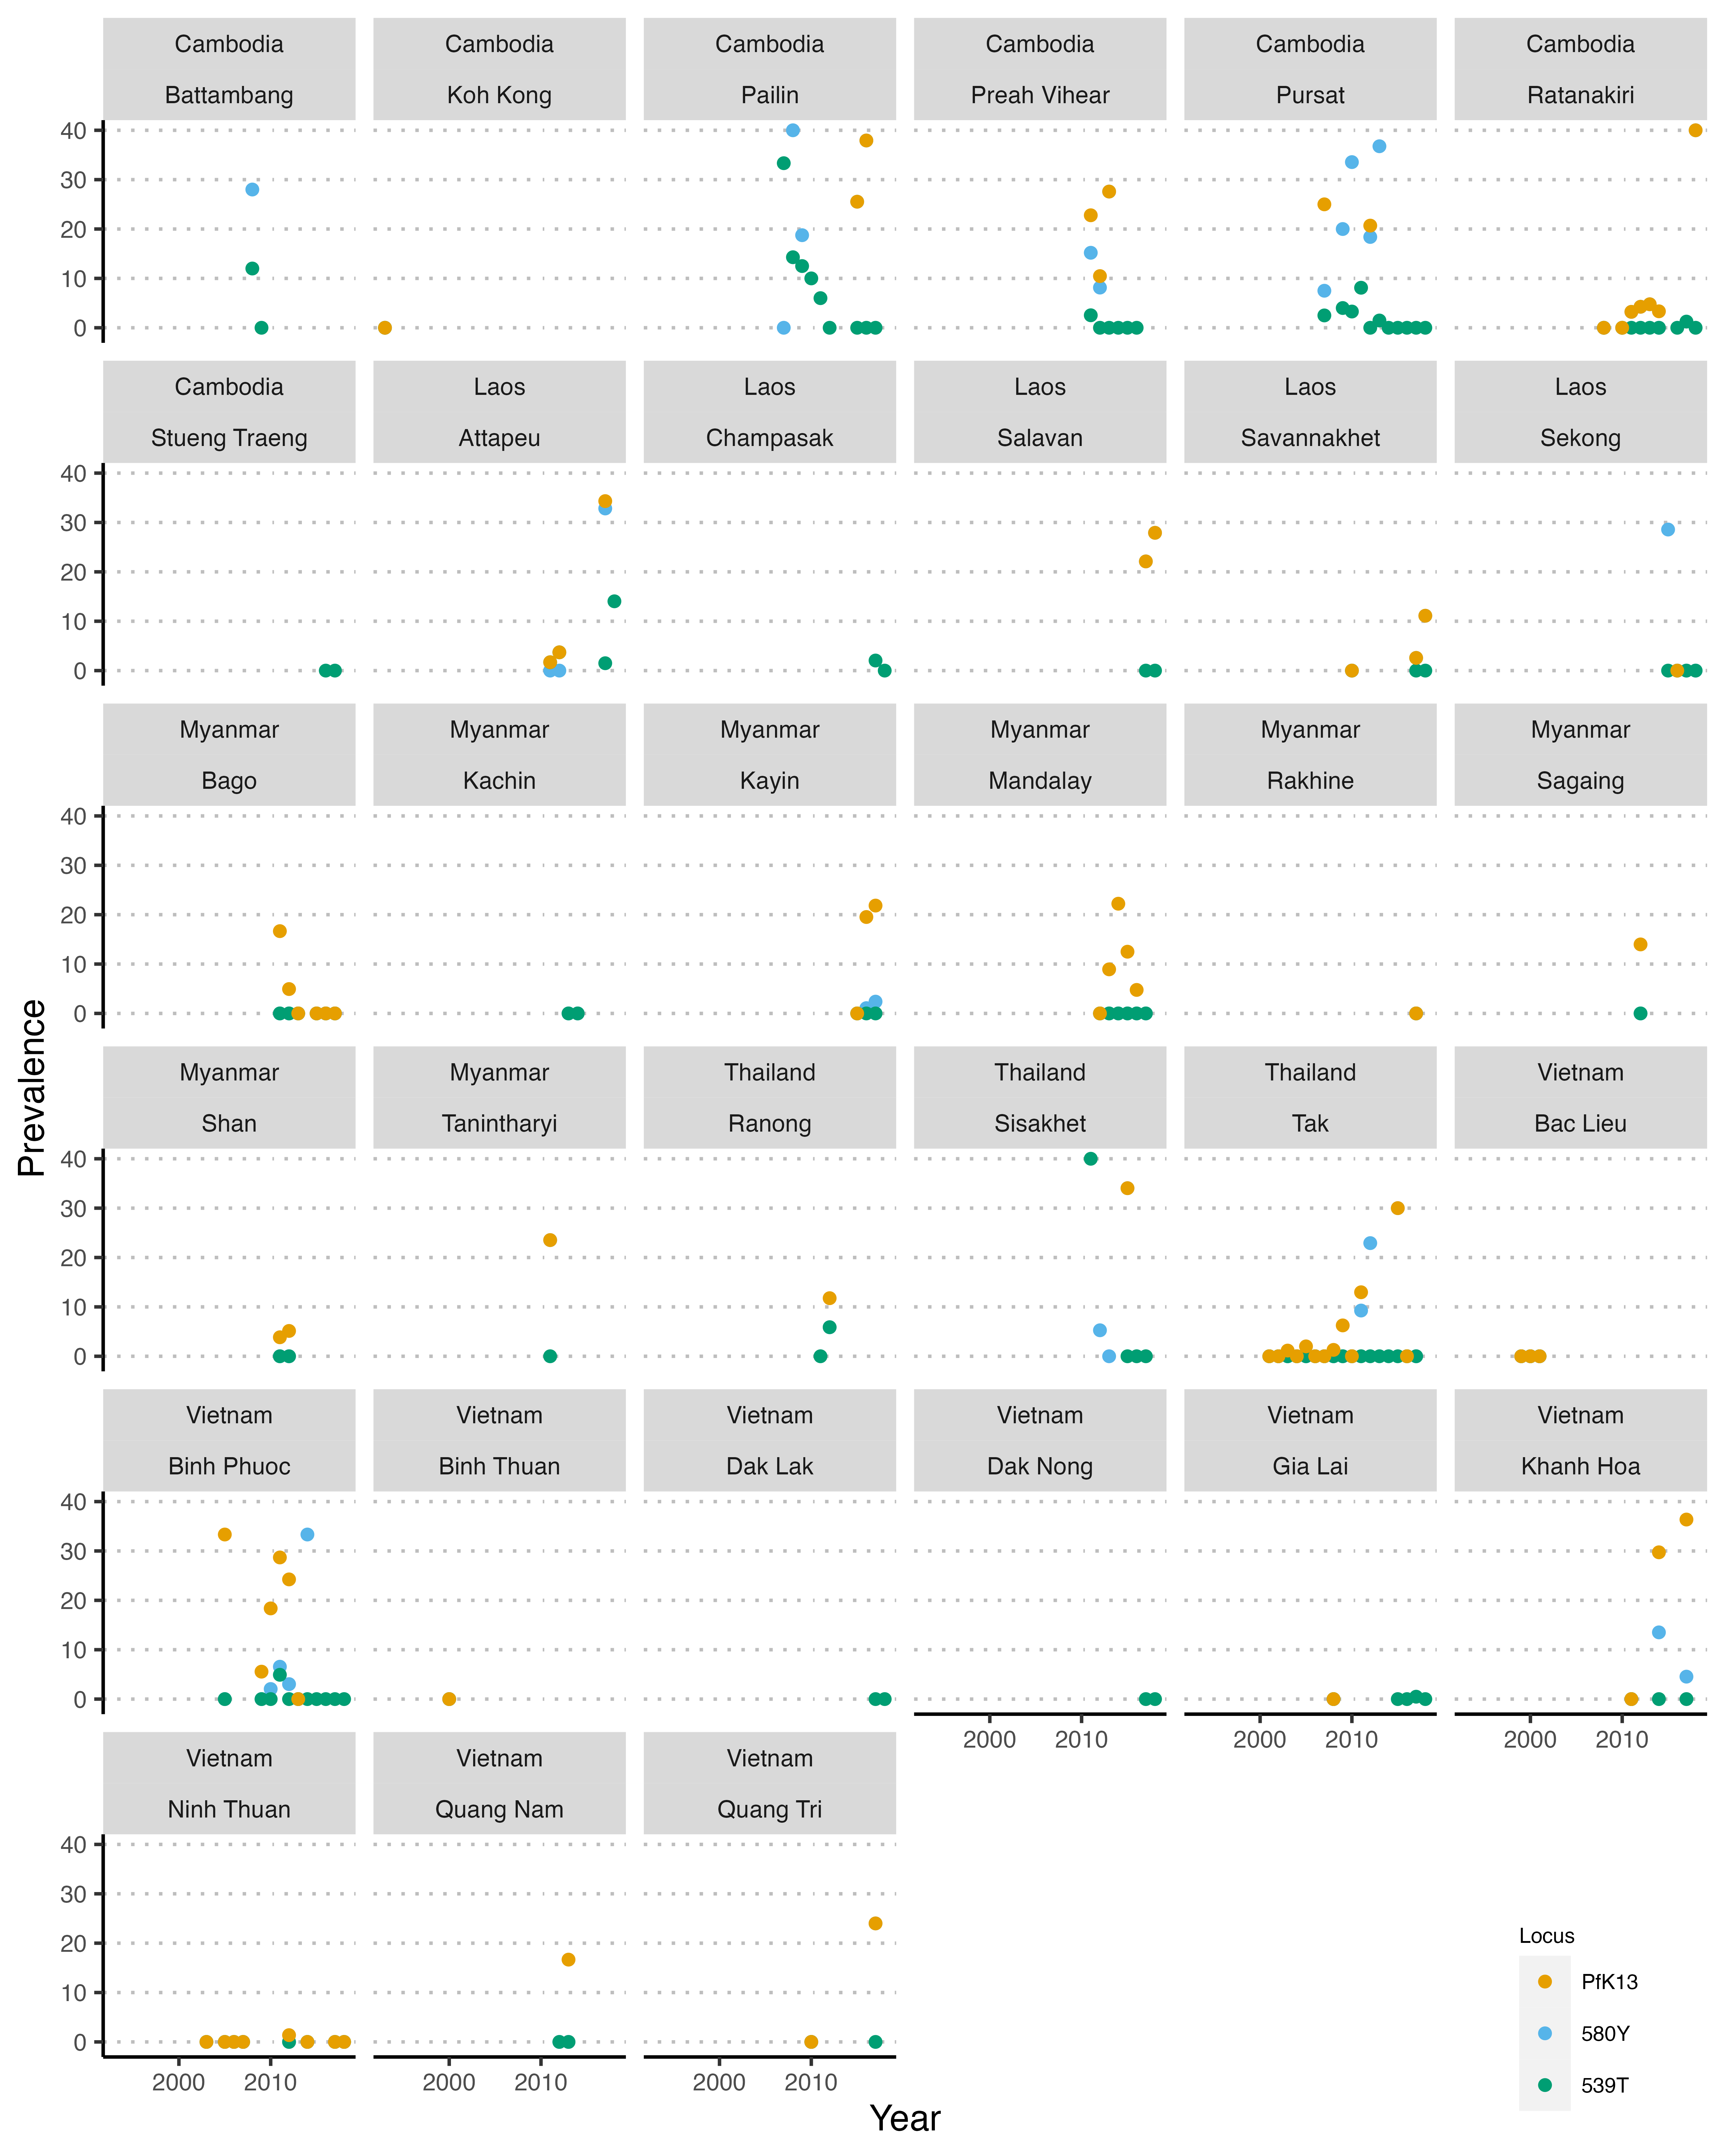 Cambodia Cambodia Cambodia Cambodia Cambodia Cambodia
Battambang Koh Kong Pailin Preah Vihear Pursat Ratanakiri
40
30
20
10
0
Cambodia Laos Laos Laos Laos Laos
Stueng Traeng Attapeu Champasak Salavan Savannakhet Sekong
40
30
20
10
0
Myanmar Myanmar Myanmar Myanmar Myanmar Myanmar
Bago Kachin Kayin Mandalay Rakhine Sagaing
40
30
20
10
0
Prevalence
Myanmar Myanmar Thailand Thailand Thailand Vietnam
Shan Tanintharyi Ranong Sisakhet Tak Bac Lieu
40
30
20
10
0
Vietnam Vietnam Vietnam Vietnam Vietnam Vietnam
Binh Phuoc Binh Thuan Dak Lak Dak Nong Gia Lai Khanh Hoa
40
30
20
10
0
2000 2010 2000 2010 2000 2010
Vietnam Vietnam Vietnam
Ninh Thuan Quang Nam Quang Tri
40
30
20
10
0
2000 2010 2000 2010 2000 2010
Year
Locus
PfK13
580Y
539T